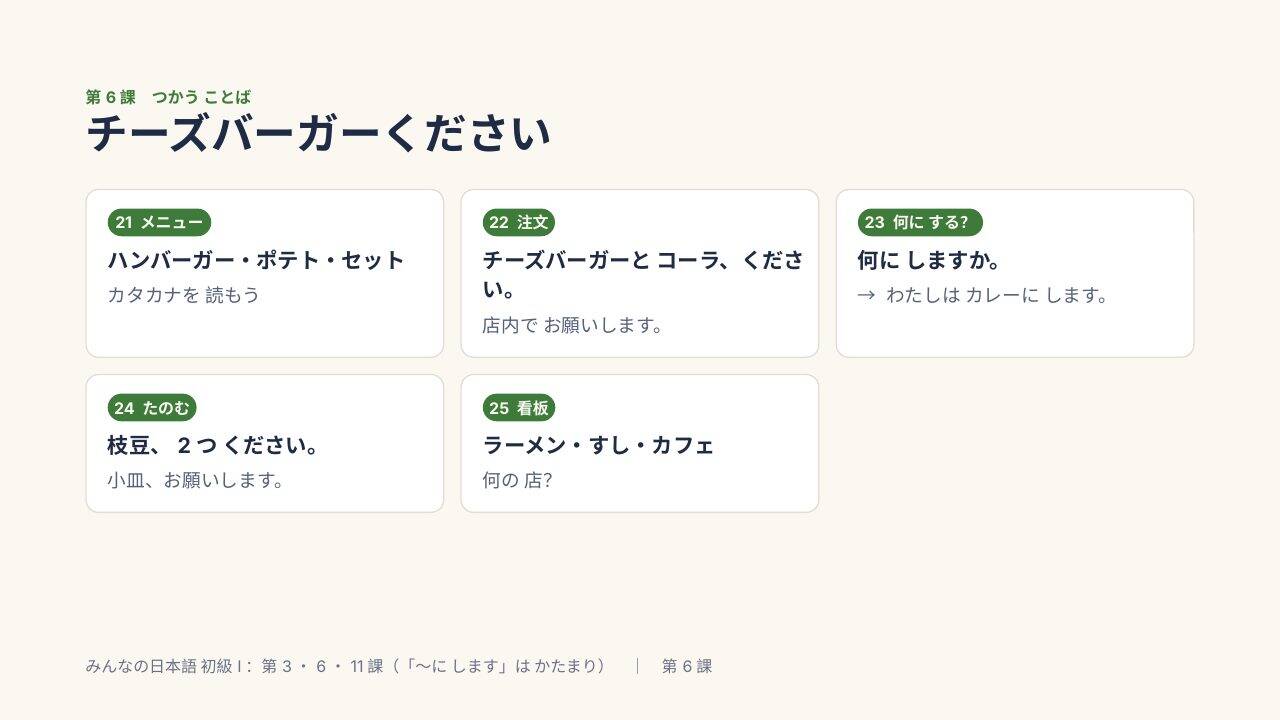 第6課　つかう ことば
チーズバーガーください
21 メニュー
ハンバーガー・ポテト・セット
カタカナを 読もう
22 注文
チーズバーガーと コーラ、くださ
い。
店内で お願いします。
23 何に する?
何に しますか。
→ わたしは カレーに します。
24 たのむ
枝豆、 2つ ください。
小皿、お願いします。
25 看板
ラーメン・すし・カフェ
何の 店?
みんなの日本語 初級 I： 第 3・6・11課（「〜に します」は かたまり）　｜　第 6課